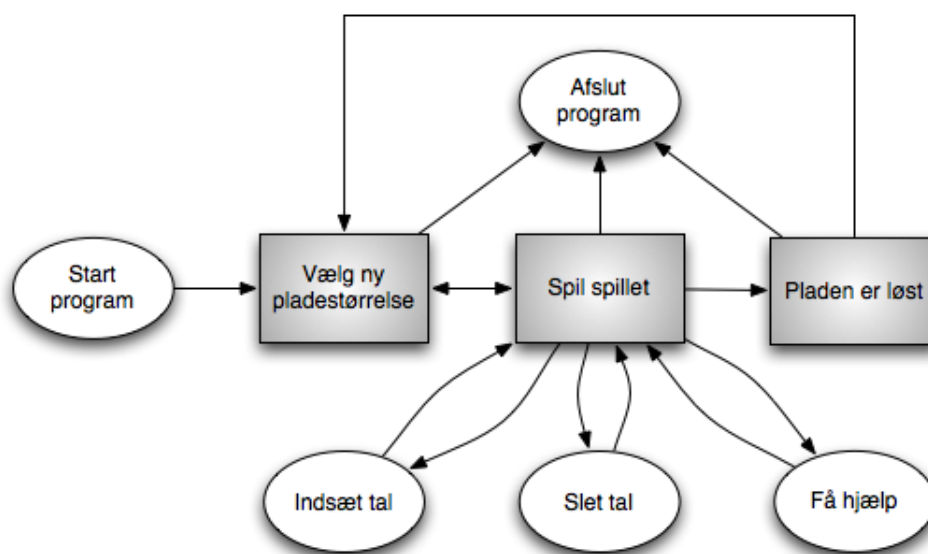 Afslut
program
Start
program
Vælg ny
pladestørrelse
Spil spillet
Pladen er løst
Indsæt tal
Slet tal
Få hjælp